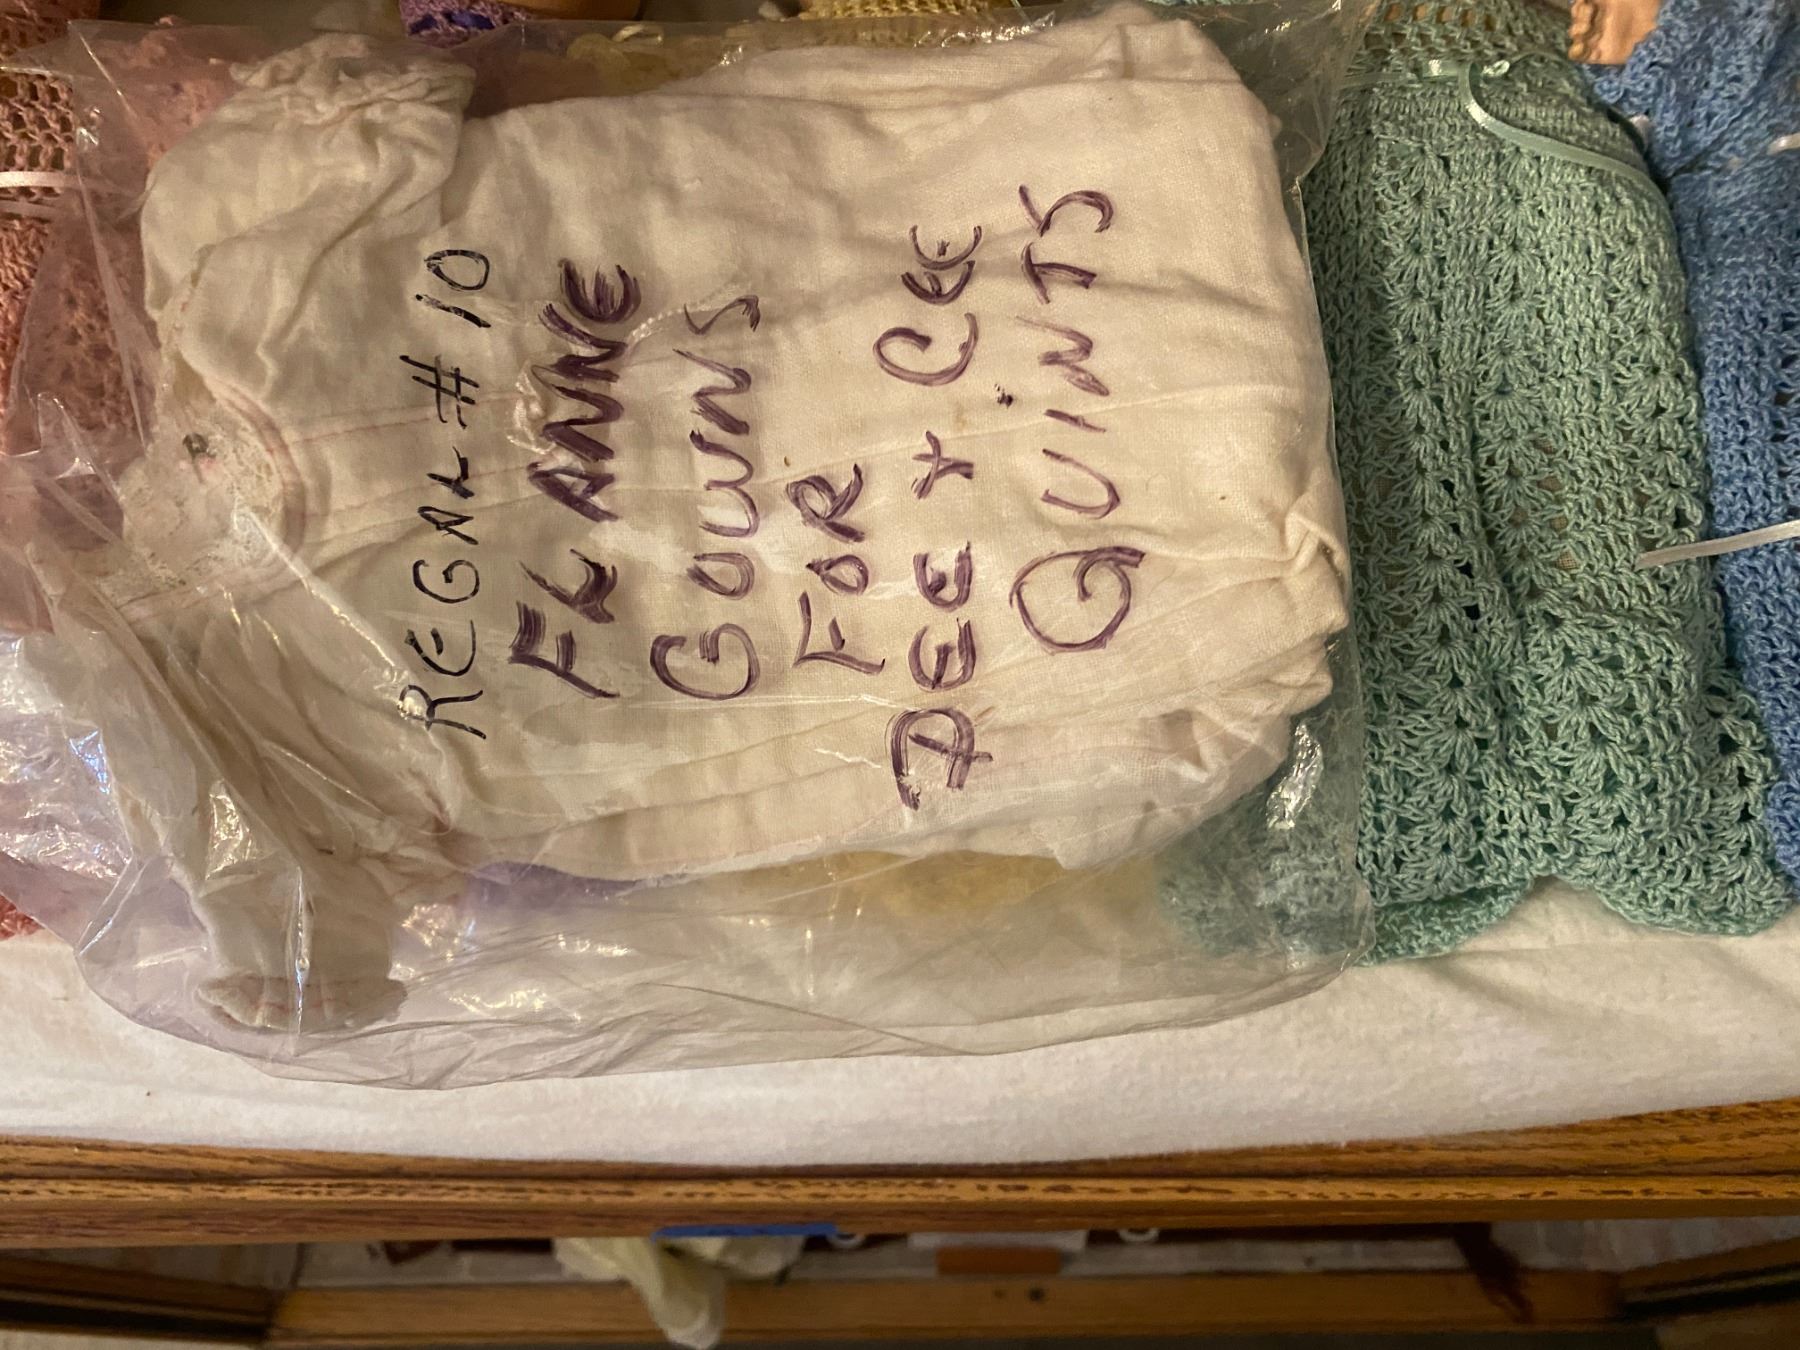 REGAL # 10
FLANNE
GOWNS
FOR
DEE + CEE
QUINTS